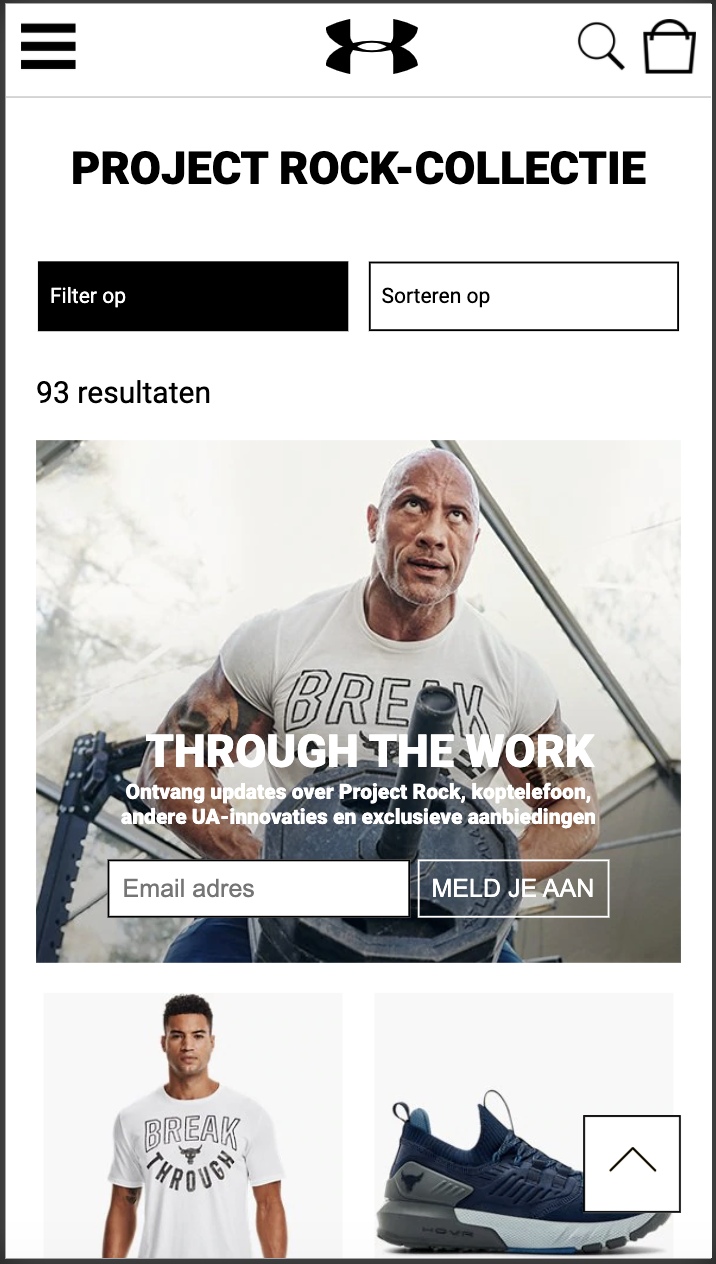 PROJECT ROCK-COLLECTIE
Filter op
Sorteren op
93 resultaten
BREAK
THROUGH THE WORK
Ontvang updates over Project Rock, koptelefoon,
andere UA-innovaties en exclusieve aanbiedingen
Email adres
MELD JE AAN
BREAK
THROUGH
HOVR